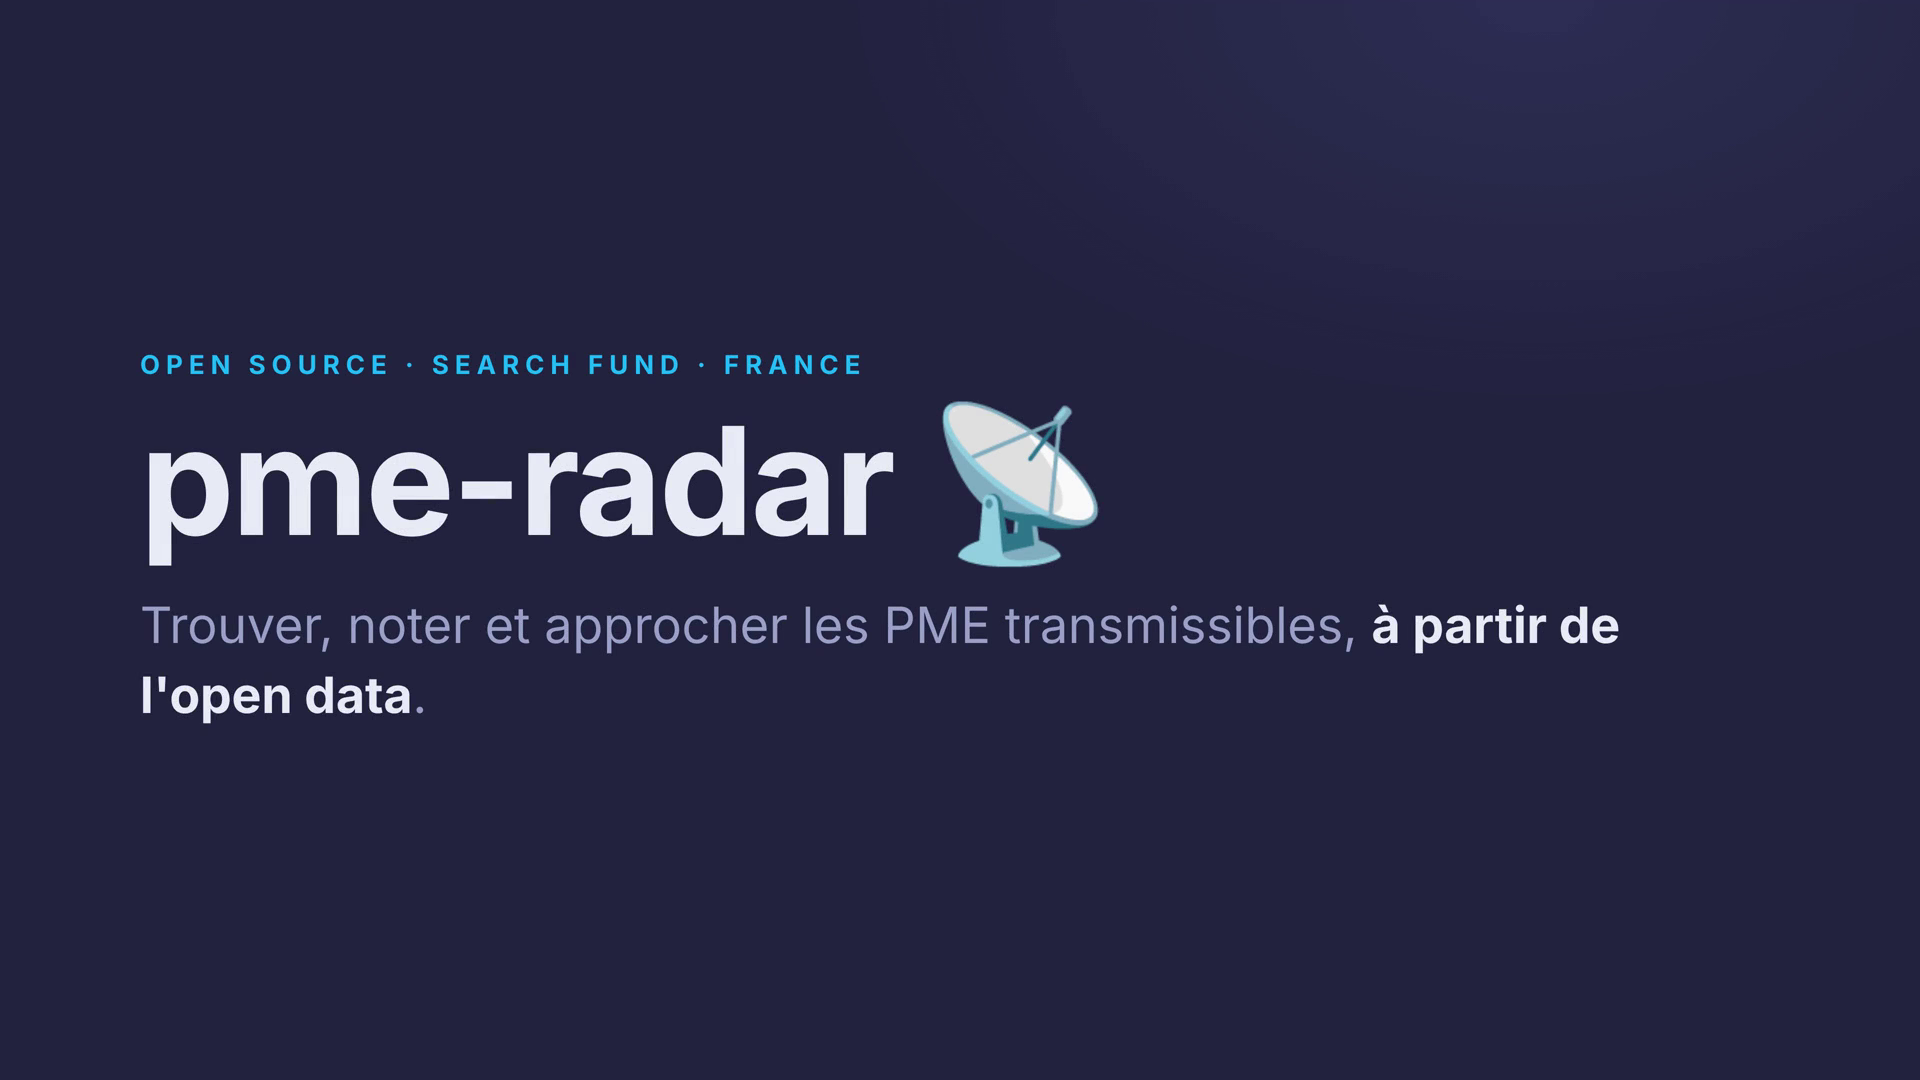 OPEN SOURCE · SEARCH FUND · FRANCE
pme-radar
Trouver, noter et approcher les PME transmissibles, à partir de
l'open data.